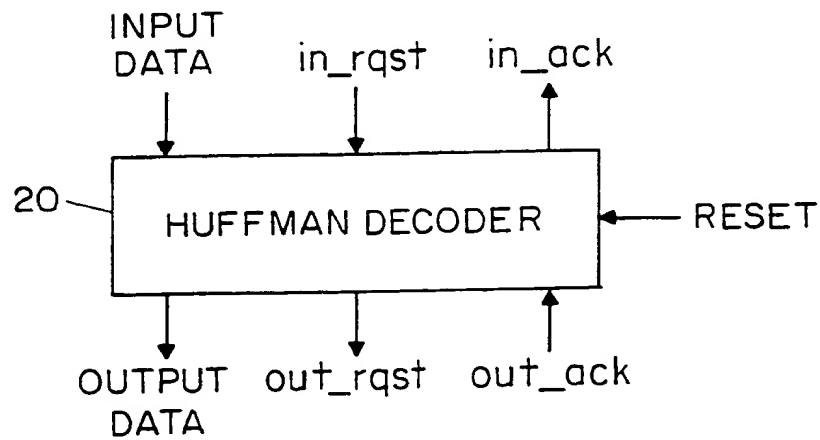 INPUT
DATA
in_rqst
in_ack
20
HUFFMAN DECODER
RESET
OUTPUT
DATA
out_rqst
out_ack